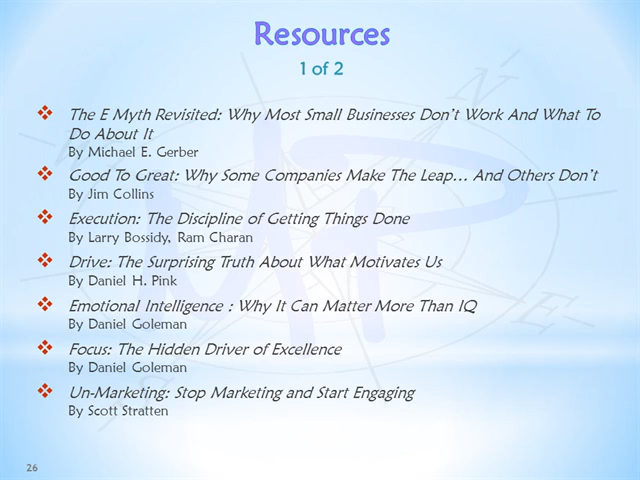 Resources
1 of 2
The E Myth Revisited: Why Most Small Businesses Don't Work And What To
Do About It
By Michael E. Gerber
Good To Great: Why Some Companies Make The Leap... And Others Don't
By Jim Collins
Execution: The Discipline of Getting Things Done
By Larry Bossidy, Ram Charan
Drive: The Surprising Truth About What Motivates Us
By Daniel H. Pink
Emotional Intelligence : Why It Can Matter More Than IQ
By Daniel Goleman
Focus: The Hidden Driver of Excellence
By Daniel Goleman
Un-Marketing: Stop Marketing and Start Engaging
By Scott Stratten
26